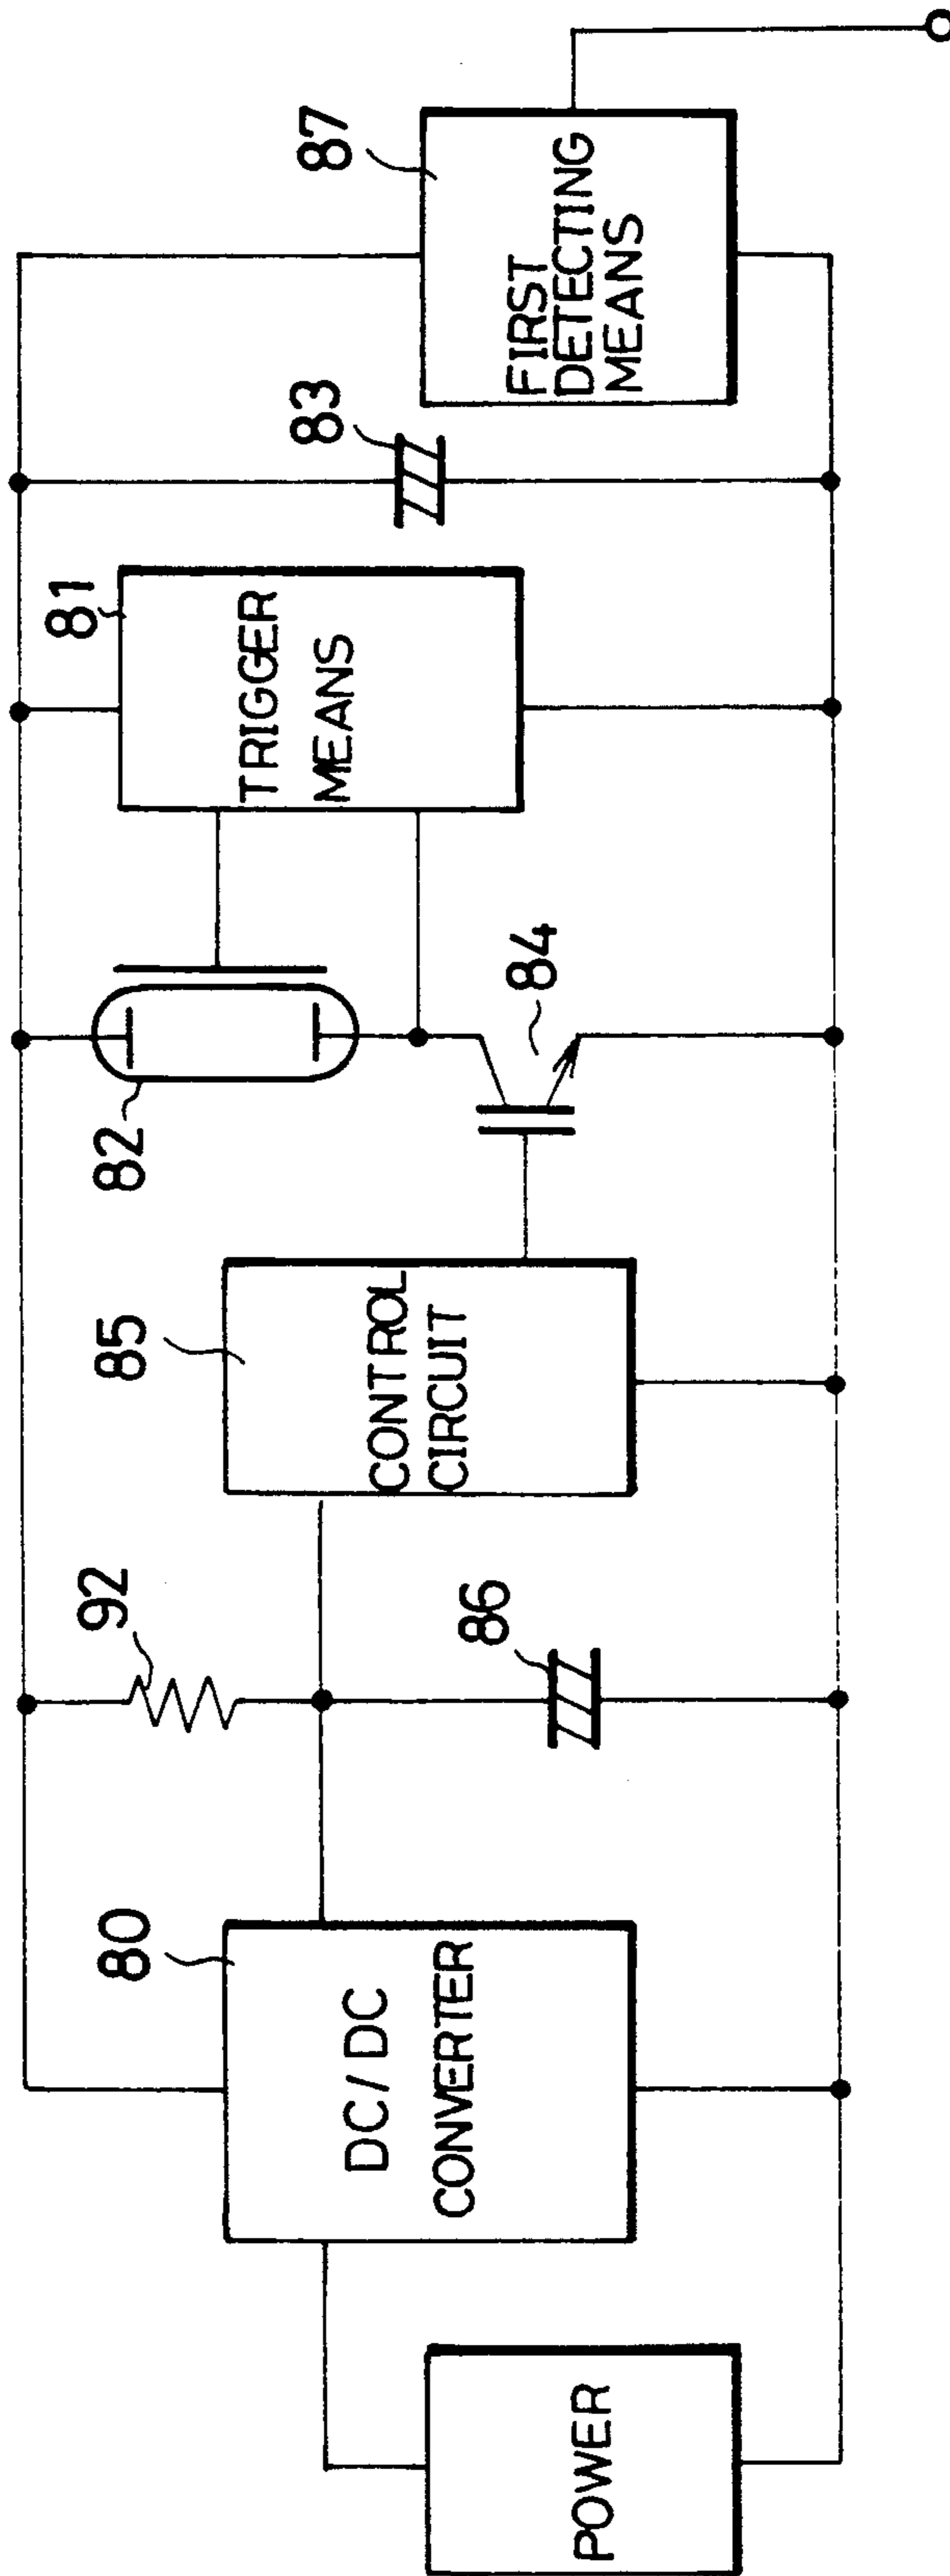 POWER
80
DC/DC
CONVERTER
92
86
85
CONTROL
CIRCUIT
82
84
81
TRIGGER
MEANS
83
87
FIRST
DETECTING
MEANS